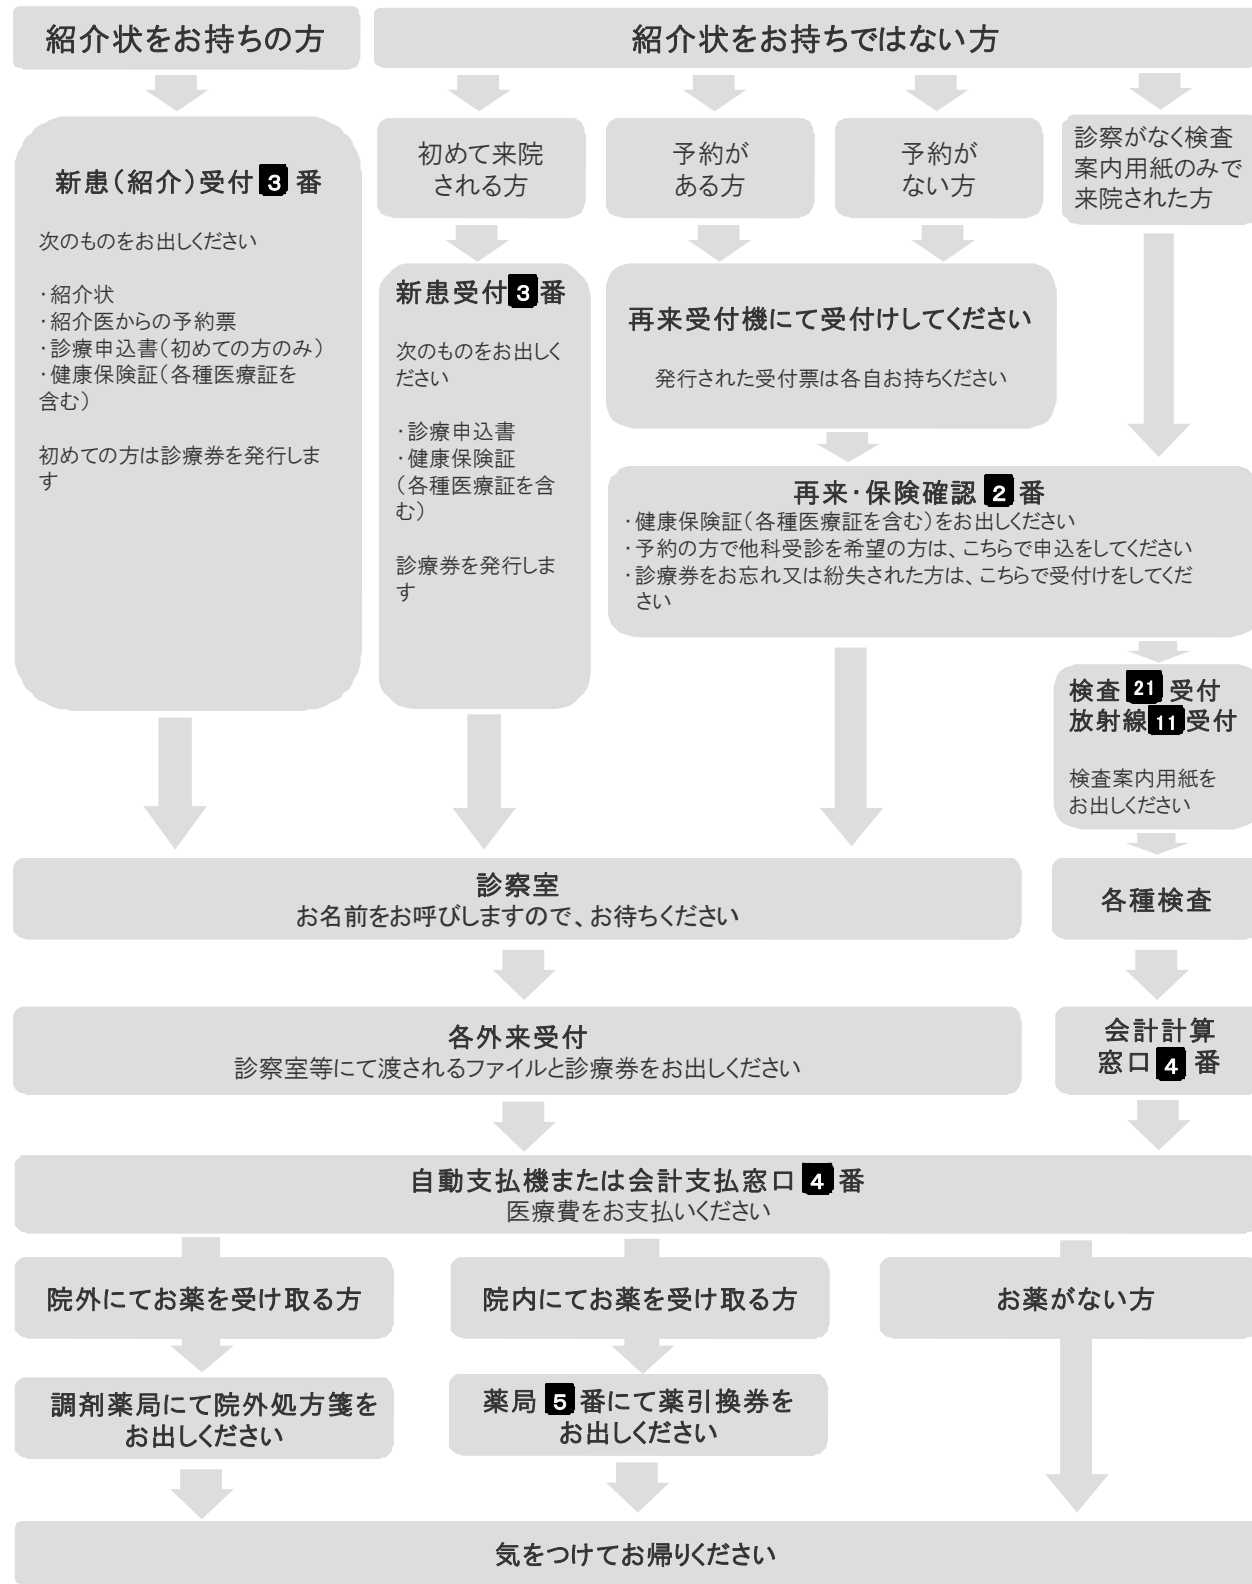 紹介状をお持ちの方
紹介状をお持ちではない方
新患(紹介)受付 3 番
次のものをお出しください
・紹介状
・紹介医からの予約票
・診療申込書(初めての方のみ)
・健康保険証(各種医療証を
含む)
初めての方は診療券を発行しま
す
初めて来院
される方
新患受付 3 番
次のものをお出しく
ださい
・診療申込書
・健康保険証
(各種医療証を含
む)
診療券を発行しま
す
予約が
ある方
予約が
ない方
再来受付機にて受付けしてください
発行された受付票は各自お持ちください
診察がなく検査
案内用紙のみで
来院された方
再来・保険確認 2 番
・健康保険証(各種医療証を含む)をお出しください
・予約の方で他科受診を希望の方は、こちらで申込をしてください
・診療券をお忘れ又は紛失された方は、こちらで受付けをしてくだ
さい
検査 21 受付
放射線 11 受付
検査案内用紙を
お出しください
診察室
お名前をお呼びしますので、お待ちください
各種検査
各外来受付
診察室等にて渡されるファイルと診療券をお出しください
会計計算
窓口 4 番
自動支払機または会計支払窓口 4 番
医療費をお支払いください
院外にてお薬を受け取る方
院内にてお薬を受け取る方
お薬がない方
調剤薬局にて院外処方箋を
お出しください
薬局 5 番にて薬引換券を
お出しください
気をつけてお帰りください